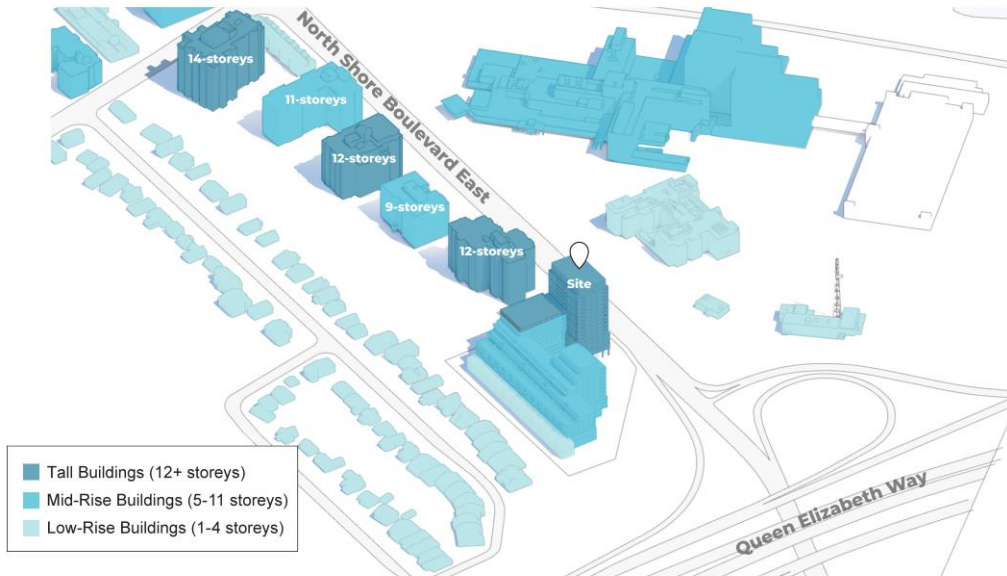 14-storeys
North Shore Boulevard East
11-storeys
12-storeys
9-storeys
12-storeys
Site
Tall Buildings (12+ storeys)
Mid-Rise Buildings (5-11 storeys)
Low-Rise Buildings (1-4 storeys)
Queen Elizabeth Way